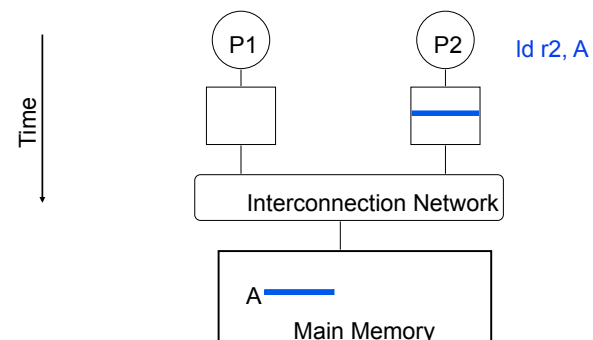 P1
P2
ld r2, A
Time
Interconnection Network
A
Main Memory